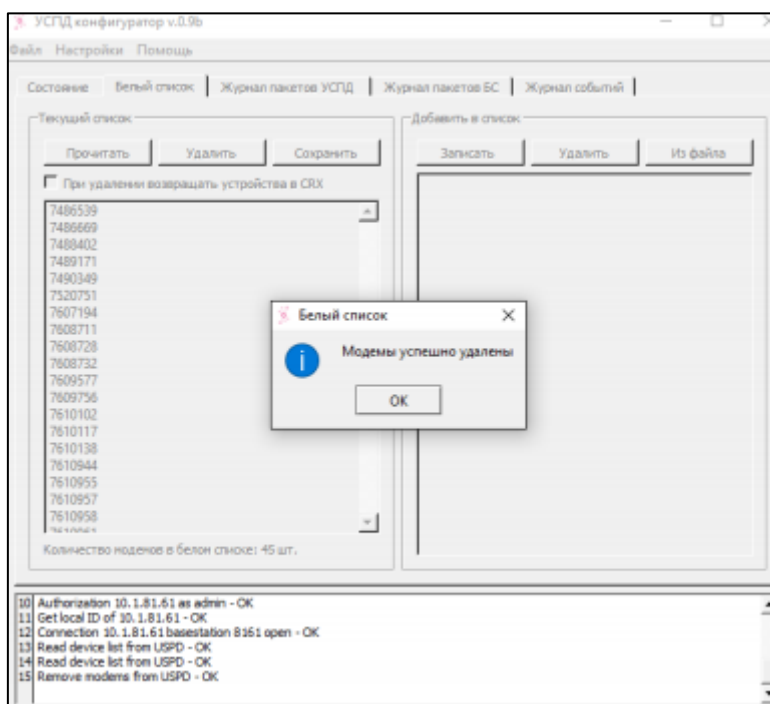 УСПД конфигуратор v.0.9b
Файл Настройки Помощь
Состояние Белый список Журнал пакетов УСПД Журнал пакетов БС Журнал событий
Текущий список Добавить в список
Прочитать Удалить Сохранить Записать Удалить Из файла
При удалении возвращать устройства в CRX
7486539
7486669
7488402
7489171
7490349
7520751
7607194
7608711
7608728
7608732
7609577
7609756
7610102
7610117
7610138
7610944
7610955
7610957
7610958
Белый список
Модемы успешно удалены
OK
Количество модемов в белом списке: 45 шт.
10 Authorization 10.1.81.61 as admin - OK
11 Get local ID of 10.1.81.61 - OK
12 Connection 10.1.81.61 basestation 8161 open - OK
13 Read device list from USPD - OK
14 Read device list from USPD - OK
15 Remove modems from USPD - OK